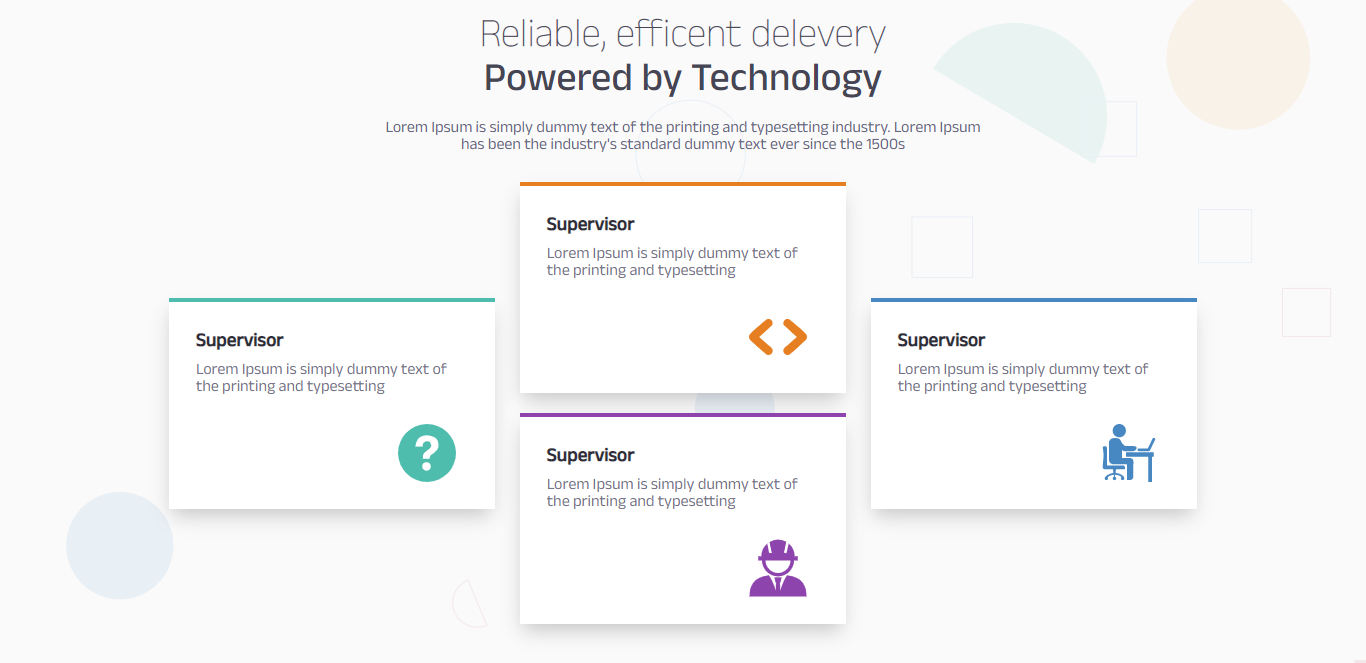 Reliable, efficent delevery
Powered by Technology
Lorem Ipsum is simply dummy text of the printing and typesetting industry. Lorem Ipsum
has been the industry's standard dummy text ever since the 1500s
Supervisor
Lorem Ipsum is simply dummy text of
the printing and typesetting
Supervisor
Lorem Ipsum is simply dummy text of
the printing and typesetting
Supervisor
Lorem Ipsum is simply dummy text of
the printing and typesetting
Supervisor
Lorem Ipsum is simply dummy text of
the printing and typesetting